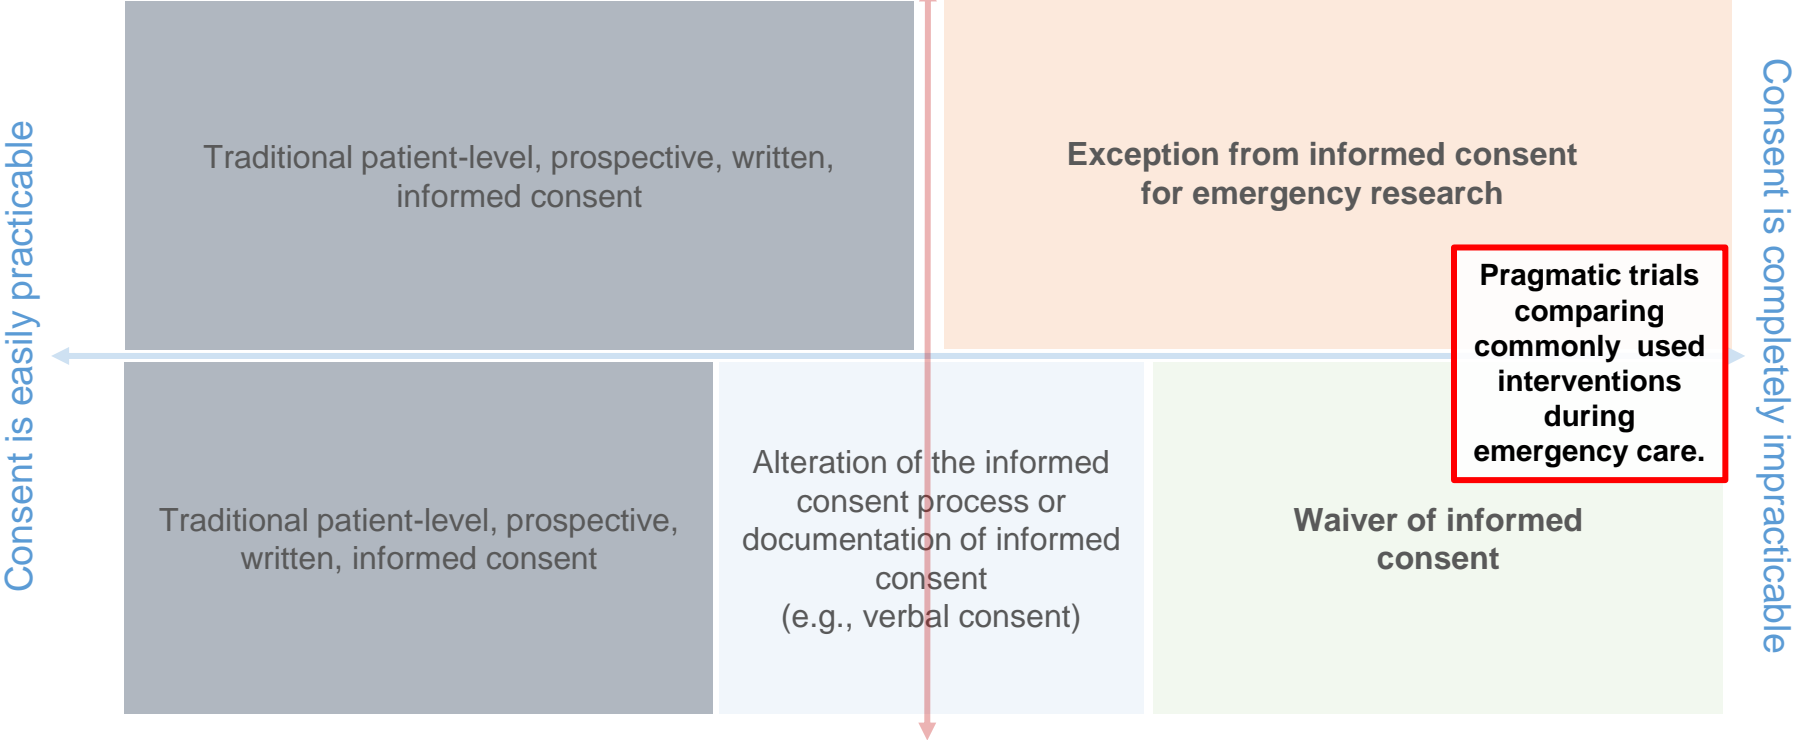 Consent is easily practicable
Traditional patient-level, prospective, written,
informed consent
Exception from informed consent
for emergency research
Consent is completely impracticable
Pragmatic trials
comparing
commonly used
interventions
during
emergency care.
Traditional patient-level, prospective,
written, informed consent
Alteration of the informed
consent process or
documentation of informed
consent
(e.g., verbal consent)
Waiver of informed
consent